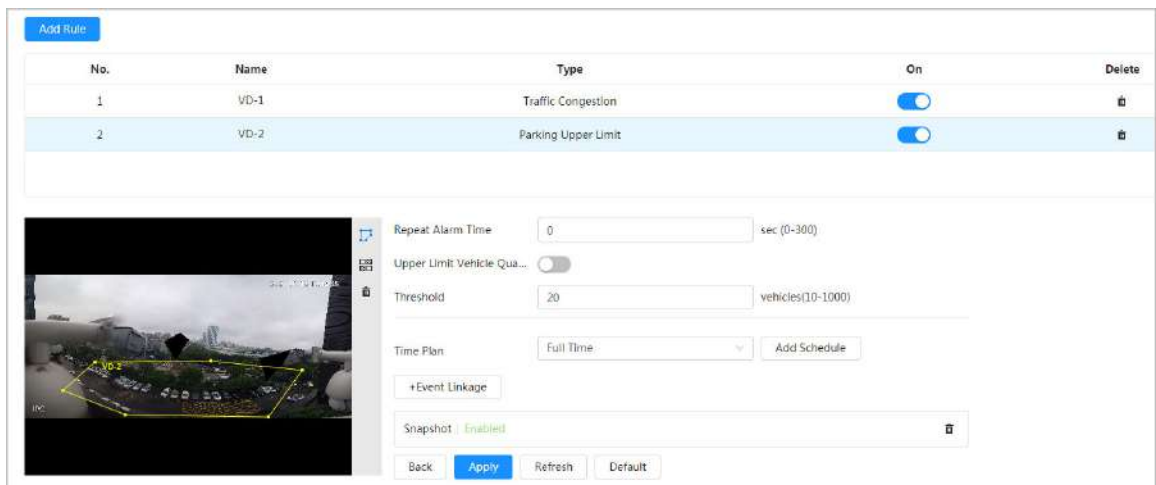 Add Rule
No. Name Type On Delete
1 VD-1 Traffic Congestion
2 VD-2 Parking Upper Limit
Repeat Alarm Time 0 sec (0-300)
Upper Limit Vehicle Qua...
Threshold 20 vehicles(10-1000)
Time Plan Full Time Add Schedule
VD-2
+Event Linkage
IPC
Snapshot Enabled
Back Apply Refresh Default